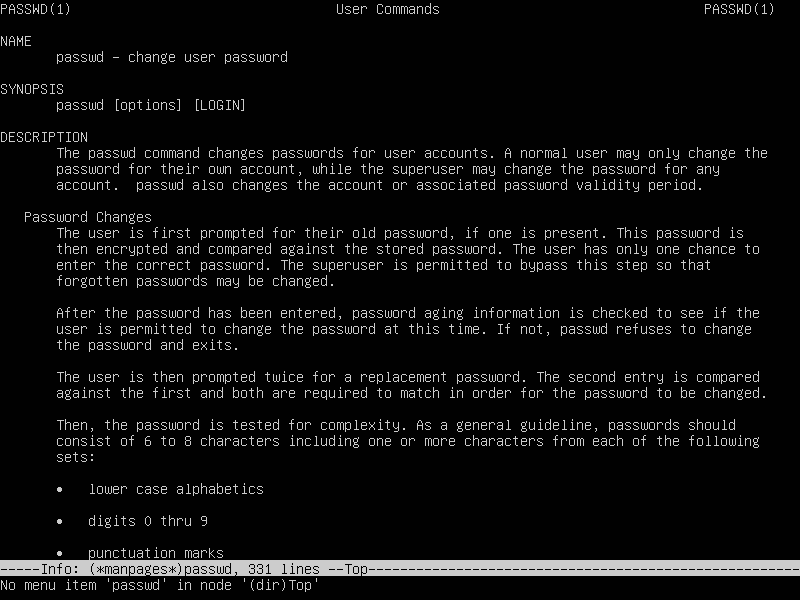 PASSWD(1) User Commands PASSWD(1)
NAME
passwd – change user password
SYNOPSIS
passwd [options] [LOGIN]
DESCRIPTION
The passwd command changes passwords for user accounts. A normal user may only change the
password for their own account, while the superuser may change the password for any
account.  passwd also changes the account or associated password validity period.
Password Changes
The user is first prompted for their old password, if one is present. This password is
then encrypted and compared against the stored password. The user has only one chance to
enter the correct password. The superuser is permitted to bypass this step so that
forgotten passwords may be changed.
After the password has been entered, password aging information is checked to see if the
user is permitted to change the password at this time. If not, passwd refuses to change
the password and exits.
The user is then prompted twice for a replacement password. The second entry is compared
against the first and both are required to match in order for the password to be changed.
Then, the password is tested for complexity. As a general guideline, passwords should
consist of 6 to 8 characters including one or more characters from each of the following
sets:
• lower case alphabetics
• digits 0 thru 9
• punctuation marks
-----Info: (*manpages*)passwd, 331 lines --Top------------------------------------------------------
No menu item 'passwd' in node '(dir)Top'